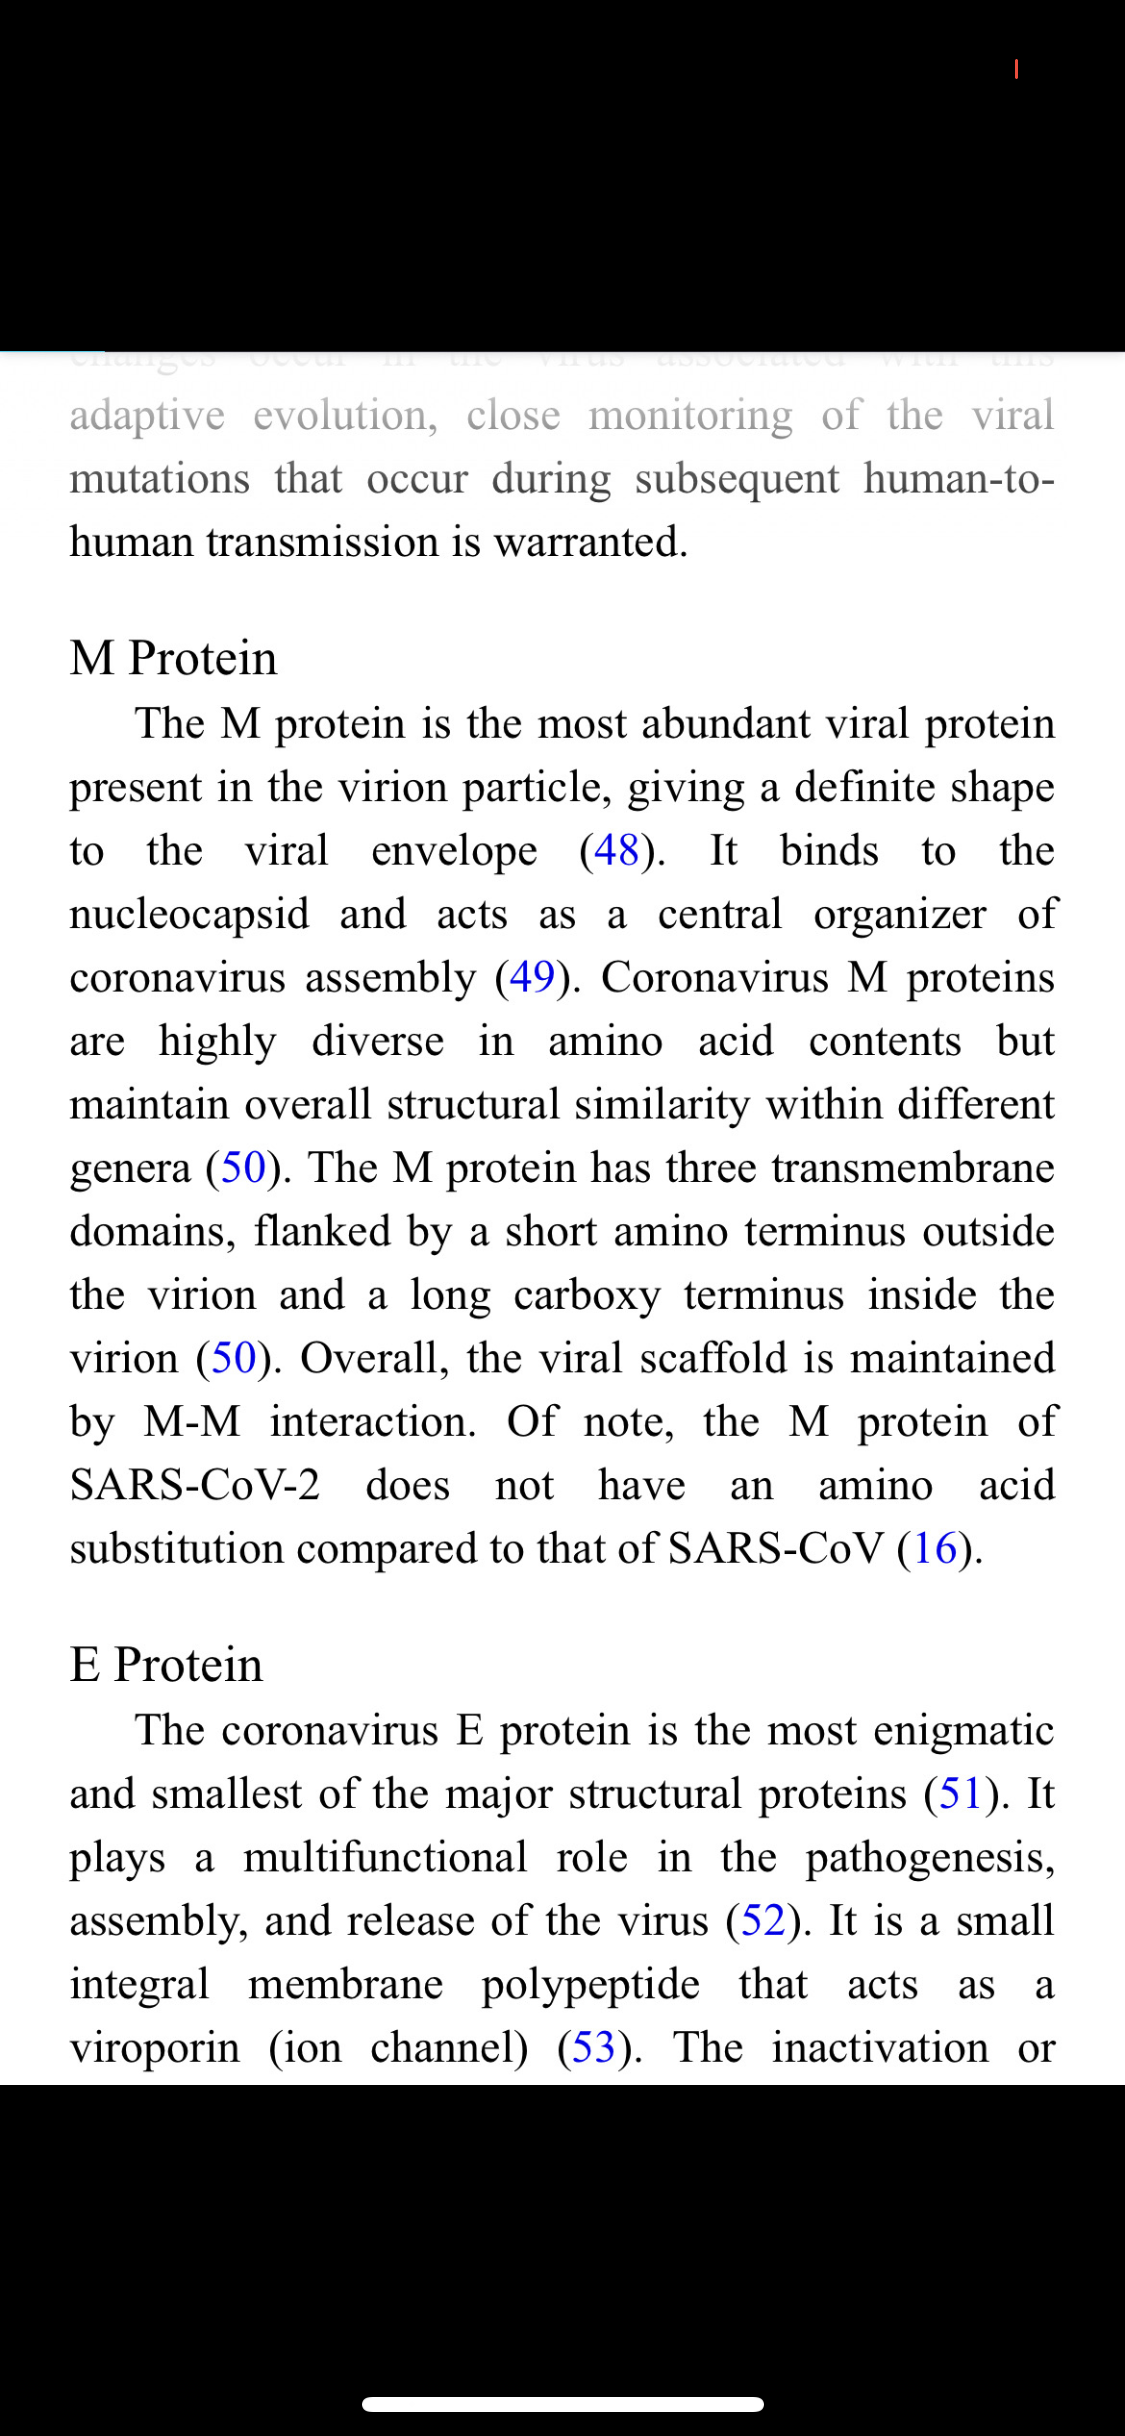 changes occur in the virus associated with this
adaptive evolution, close monitoring of the viral
mutations that occur during subsequent human-to-
human transmission is warranted.
M Protein
The M protein is the most abundant viral protein
present in the virion particle, giving a definite shape
to the viral envelope (48). It binds to the
nucleocapsid and acts as a central organizer of
coronavirus assembly (49). Coronavirus M proteins
are highly diverse in amino acid contents but
maintain overall structural similarity within different
genera (50). The M protein has three transmembrane
domains, flanked by a short amino terminus outside
the virion and a long carboxy terminus inside the
virion (50). Overall, the viral scaffold is maintained
by M-M interaction. Of note, the M protein of
SARS-CoV-2 does not have an amino acid
substitution compared to that of SARS-CoV (16).
E Protein
The coronavirus E protein is the most enigmatic
and smallest of the major structural proteins (51). It
plays a multifunctional role in the pathogenesis,
assembly, and release of the virus (52). It is a small
integral membrane polypeptide that acts as a
viroporin (ion channel) (53). The inactivation or